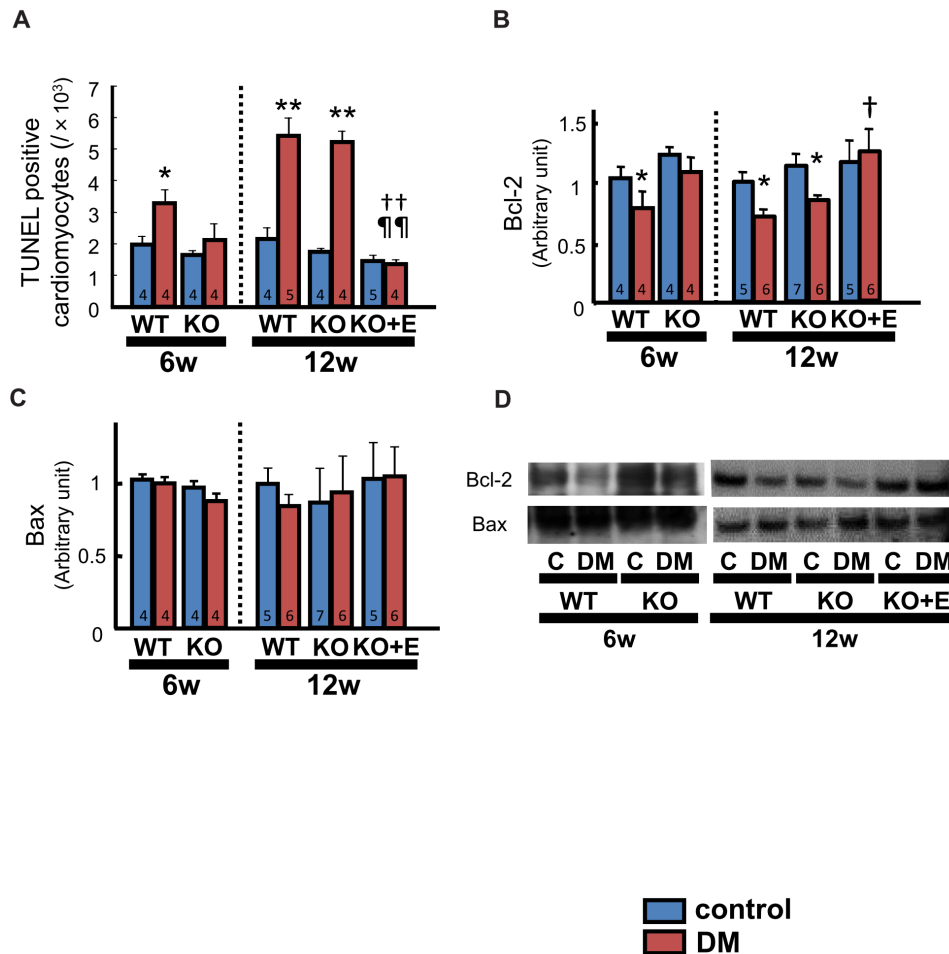 A
TUNEL positive
cardiomyocytes (/ × 10³)
7
6
5
4
3
2
1
0
*
**
**
††
¶¶
4 4 4 4 4 5 4 4 5 4
WT KO WT KO KO+E
6w 12w
B
Bcl-2
(Arbitrary unit)
1.5
1
0.5
0
*
*
*
†
4 4 4 4 5 6 7 6 5 6
WT KO WT KO KO+E
6w 12w
C
Bax
(Arbitrary unit)
1
0.5
0
4 4 4 4 5 6 7 6 5 6
WT KO WT KO KO+E
6w 12w
D
Bcl-2
Bax
C DM C DM C DM C DM C DM
WT KO WT KO KO+E
6w 12w
control
DM